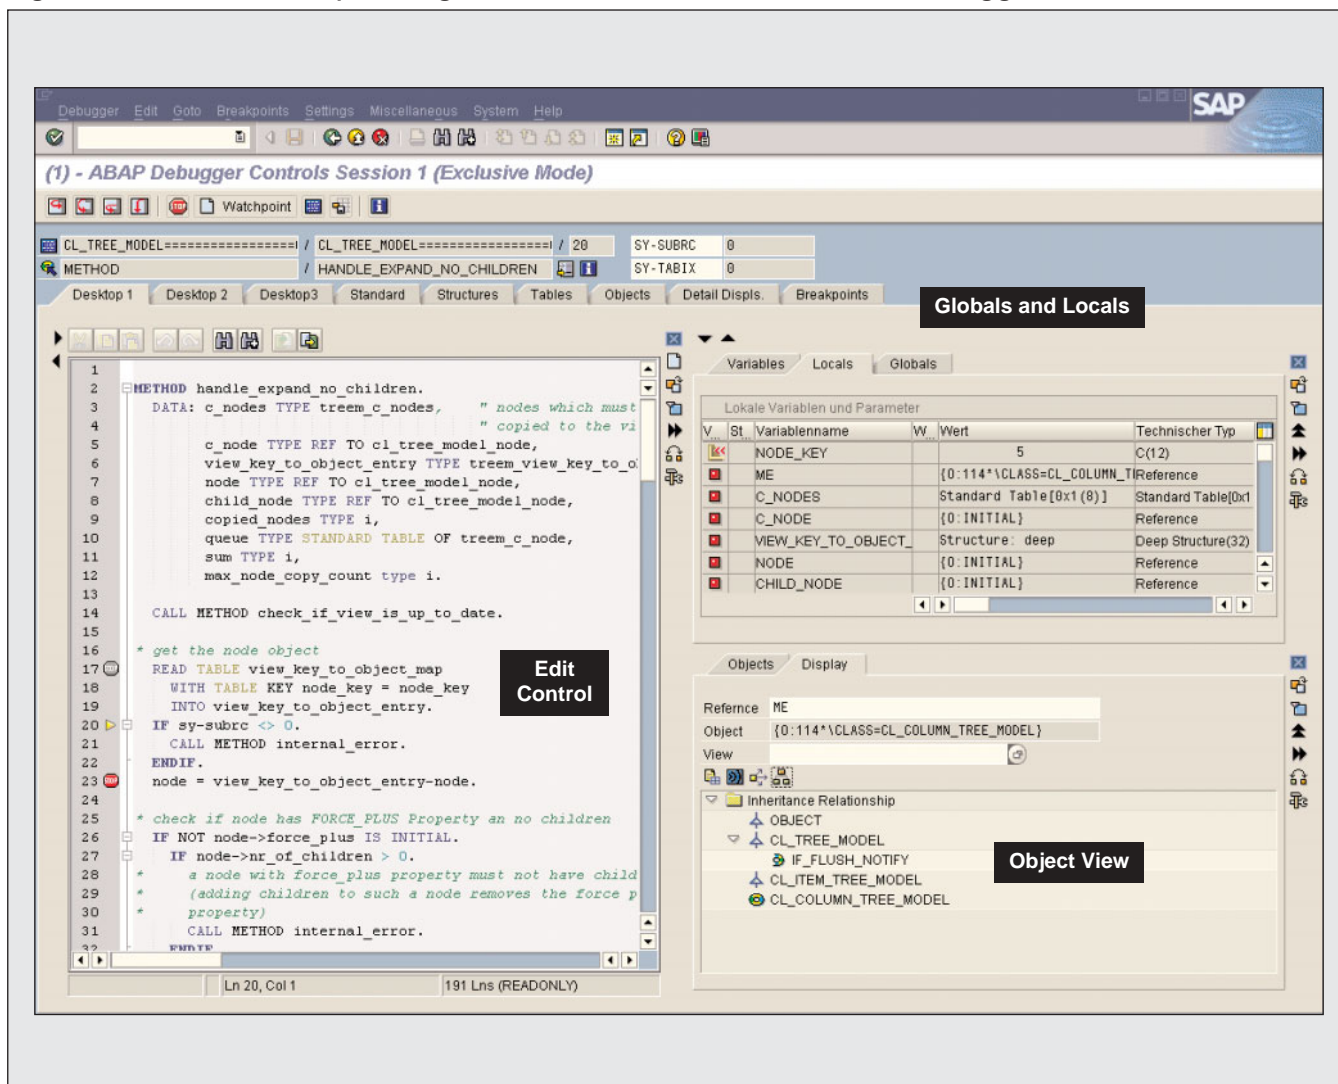 Debugger Edit Goto Breakpoints Settings Miscellaneous System Help
SAP
(1) - ABAP Debugger Controls Session 1 (Exclusive Mode)
Watchpoint
CL_TREE_MODEL================= / CL_TREE_MODEL================= / 20 SY-SUBRC 0
METHOD / HANDLE_EXPAND_NO_CHILDREN SY-TABIX 0
Desktop 1 Desktop 2 Desktop3 Standard Structures Tables Objects Detail Displs. Breakpoints
Globals and Locals
1
2 METHOD handle_expand_no_children.
3 DATA: c_nodes TYPE treem_c_nodes, " nodes which must
4 " copied to the vi
5 c_node TYPE REF TO cl_tree_model_node,
6 view_key_to_object_entry TYPE treem_view_key_to_o
7 node TYPE REF TO cl_tree_model_node,
8 child_node TYPE REF TO cl_tree_model_node,
9 copied_nodes TYPE i,
10 queue TYPE STANDARD TABLE OF treem_c_node,
11 sum TYPE i,
12 max_node_copy_count type i.
13
14 CALL METHOD check_if_view_is_up_to_date.
15
16 * get the node object
17 READ TABLE view_key_to_object_map
18 WITH TABLE KEY node_key = node_key
19 INTO view_key_to_object_entry.
20 IF sy-subrc <> 0.
21 CALL METHOD internal_error.
22 ENDIF.
23 node = view_key_to_object_entry-node.
24
25 * check if node has FORCE_PLUS Property an no children
26 IF NOT node->force_plus IS INITIAL.
27 IF node->nr_of_children > 0.
28 * a node with force_plus property must not have child
29 * (adding children to such a node removes the force p
30 * property)
31 CALL METHOD internal_error.
32 ENDIF
Edit
Control
Ln 20, Col 1 191 Lns (READONLY)
Variables Locals Globals
Lokale Variablen und Parameter
V... St... Variablenname W... Wert Technischer Typ
NODE_KEY 5 C(12)
ME {O:114*\CLASS=CL_COLUMN_TI Reference
C_NODES Standard Table[0x1(8)] Standard Table[0x1
C_NODE {O:INITIAL} Reference
VIEW_KEY_TO_OBJECT_ Structure: deep Deep Structure(32)
NODE {O:INITIAL} Reference
CHILD_NODE {O:INITIAL} Reference
Objects Display
Refernce ME
Object {O:114*\CLASS=CL_COLUMN_TREE_MODEL}
View
Inheritance Relationship
OBJECT
CL_TREE_MODEL
IF_FLUSH_NOTIFY
CL_ITEM_TREE_MODEL
CL_COLUMN_TREE_MODEL
Object View